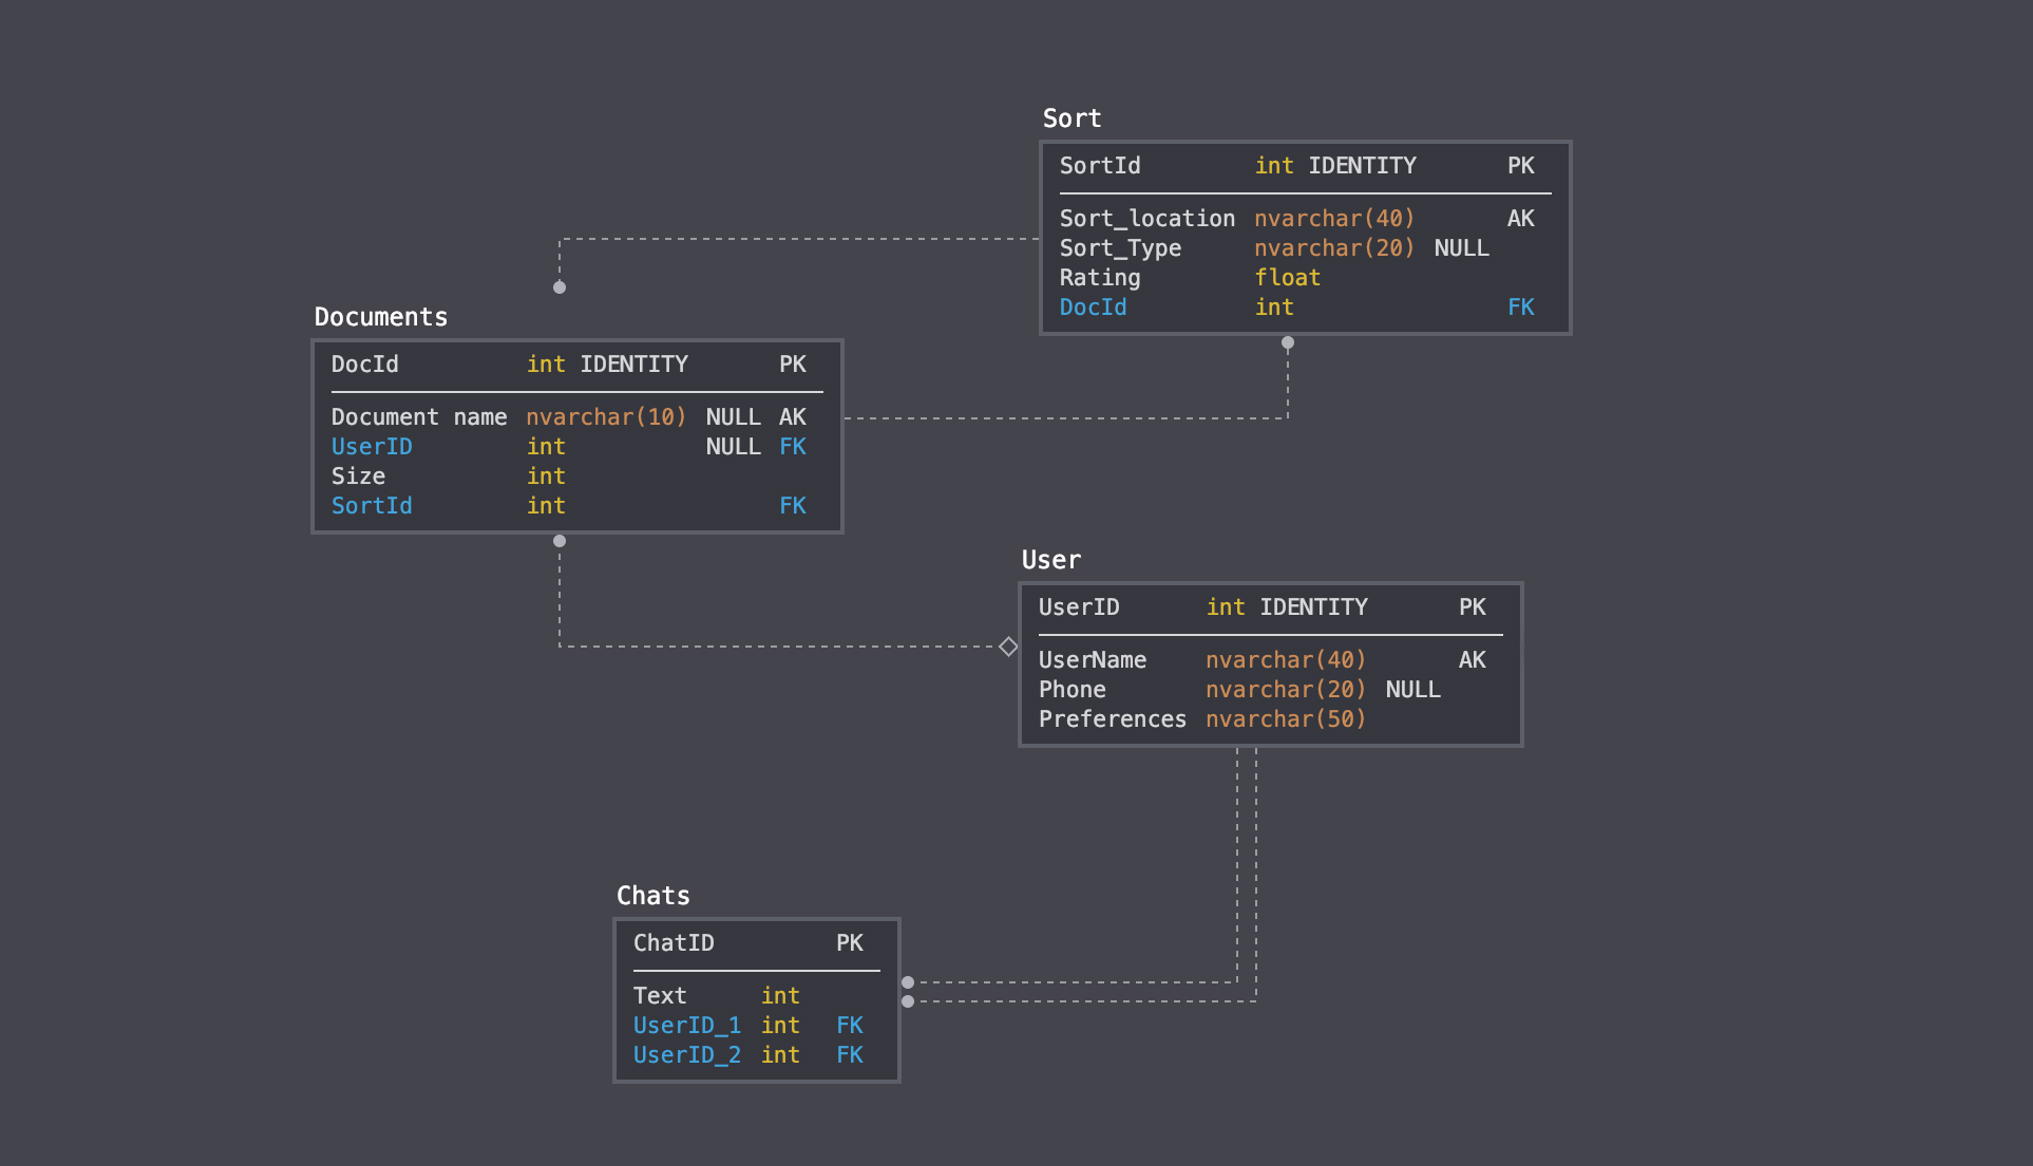 Sort
SortId int IDENTITY PK
Sort_location nvarchar(40) AK
Sort_Type nvarchar(20) NULL
Rating float
DocId int FK
Documents
DocId int IDENTITY PK
Document name nvarchar(10) NULL AK
UserID int NULL FK
Size int
SortId int FK
User
UserID int IDENTITY PK
UserName nvarchar(40) AK
Phone nvarchar(20) NULL
Preferences nvarchar(50)
Chats
ChatID PK
Text int
UserID_1 int FK
UserID_2 int FK